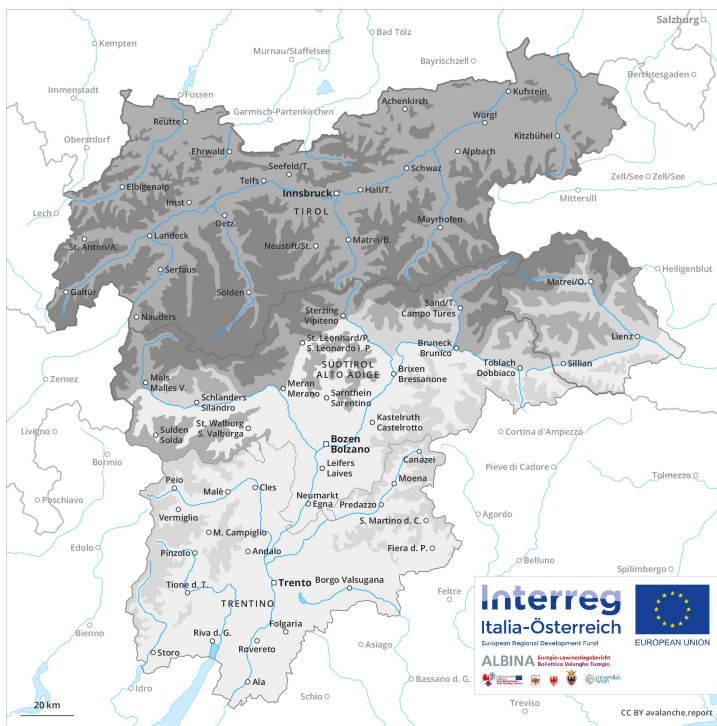 Salzburg
Kempten
Bad Tölz
Murnau/Staffelsee
Bayrischzell
Berchtesgaden
Immenstadt
Füssen
Garmisch-Partenkirchen
Achenkirch
Kufstein
Reutte
Wörgl
Oberstdorf
Ehrwald
Kitzbühel
Alpbach
Seefeld/T.
Schwaz
Telfs
Zell/See
Zell/See
Elbigenalp
Innsbruck
Hall/T.
Mittersill
Imst
TIROL
Lech
Oetz
Mayrhofen
Landeck
St. Anton/A.
Neustift/St.
Matrei/B.
Serfaus
Heiligenblut
Matrei/O.
Galtür
Sölden
Nauders
Sterzing
Vipiteno
Sand/T.
Campo Tures
Lienz
St. Leonhard/P.
S. Leonardo i. P.
Bruneck
Brunico
SÜDTIROL
ALTO ADIGE
Toblach
Dobbiaco
Sillian
Brixen
Bressanone
Zernez
Mals
Malles V.
Meran
Merano
Sarnthein
Sarentino
Schlanders
Silandro
St. Walburg
S. Valburga
Kastelruth
Castelrotto
Livigno
Sulden
Solda
Cortina d'Ampezzo
Bozen
Bolzano
Bormio
Canazei
Leifers
Laives
Pieve di Cadore
Tolmezzo
Peio
Moena
Malè
Cles
Poschiavo
Neumarkt
Egna
Predazzo
Vermiglio
Agordo
S. Martino d. C.
M. Campiglio
Edolo
Pinzolo
Andalo
Fiera d. P.
Belluno
Spilimbergo
Tione d. T.
Trento
Borgo Valsugana
Feltre
TRENTINO
Bienno
Folgaria
Riva d. G.
Rovereto
Asiago
Storo
Bassano d. G.
Idro
Ala
Schio
Treviso
Interreg
Italia-Österreich
European Regional Development Fund
EUROPEAN UNION
ALBINA
Euregio-Lawinenlagebericht
Bollettino Valanghe Euregio
universität
wien
20 km
CC BY avalanche.report